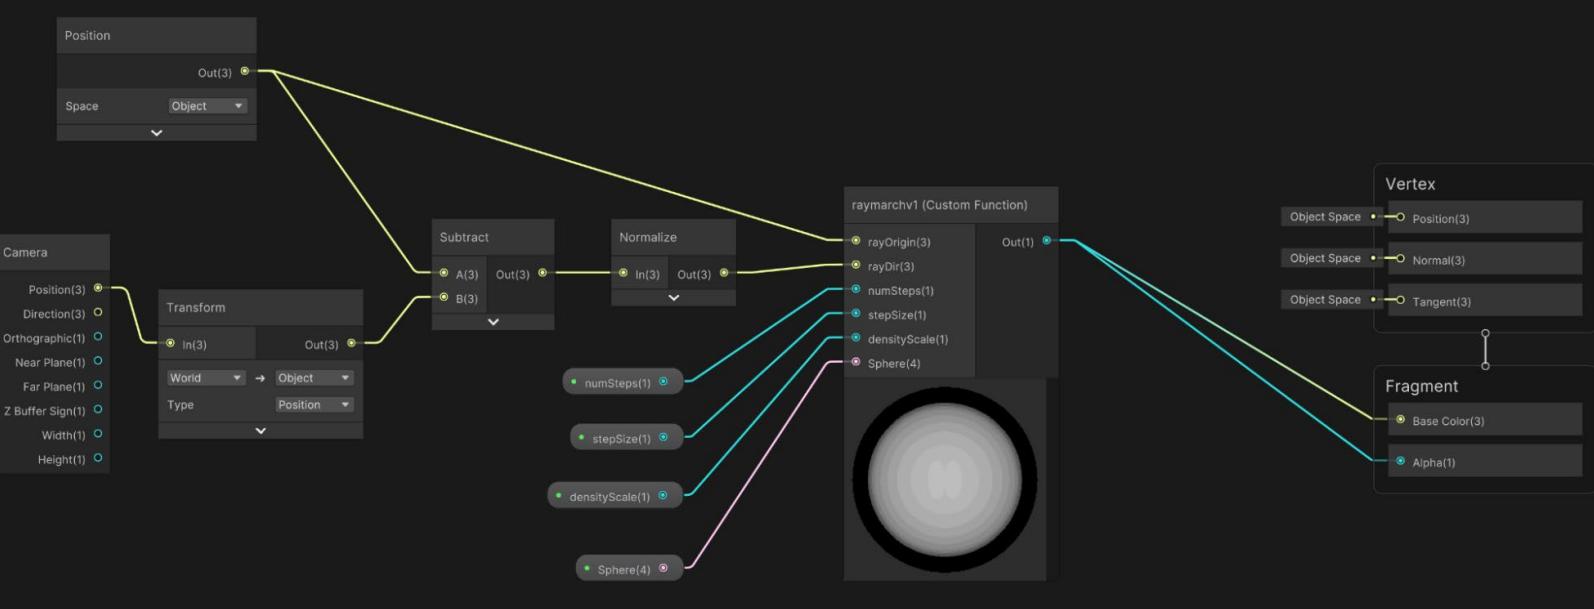 Position
Out(3)
Space Object
Camera
Position(3)
Direction(3)
Orthographic(1)
Near Plane(1)
Far Plane(1)
Z Buffer Sign(1)
Width(1)
Height(1)
Transform
In(3) Out(3)
World → Object
Type Position
Subtract
A(3) Out(3)
B(3)
Normalize
In(3) Out(3)
numSteps(1)
stepSize(1)
densityScale(1)
Sphere(4)
raymarchv1 (Custom Function)
rayOrigin(3) Out(1)
rayDir(3)
numSteps(1)
stepSize(1)
densityScale(1)
Sphere(4)
Vertex
Object Space Position(3)
Object Space Normal(3)
Object Space Tangent(3)
Fragment
Base Color(3)
Alpha(1)